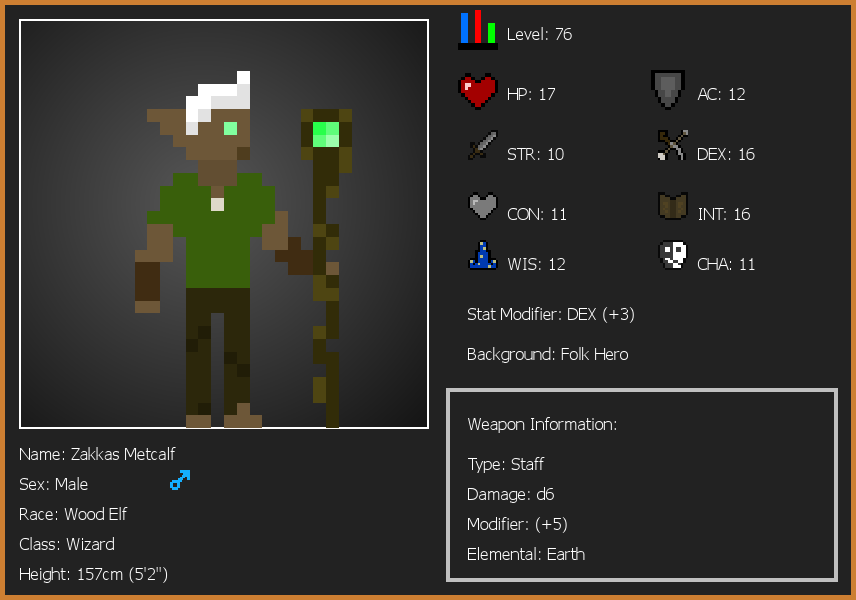 Level: 76
HP: 17
AC: 12
STR: 10
DEX: 16
CON: 11
INT: 16
WIS: 12
CHA: 11
Stat Modifier: DEX (+3)
Background: Folk Hero
Weapon Information:
Type: Staff
Damage: d6
Modifier: (+5)
Elemental: Earth
Name: Zakkas Metcalf
Sex: Male
Race: Wood Elf
Class: Wizard
Height: 157cm (5'2")